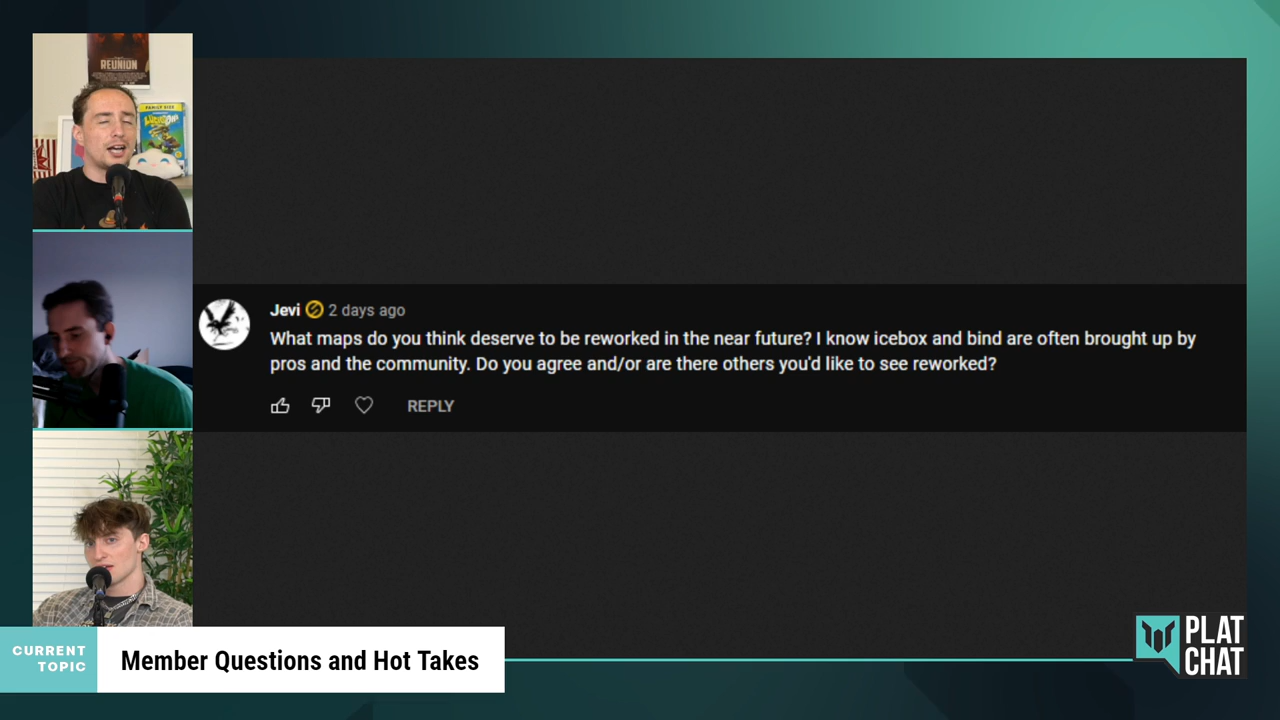 REUNION
FAMILY SIZE
Jevi 2 days ago
What maps do you think deserve to be reworked in the near future? I know icebox and bind are often brought up by
pros and the community. Do you agree and/or are there others you'd like to see reworked?
REPLY
CURRENT
TOPIC
Member Questions and Hot Takes
PLAT
CHAT